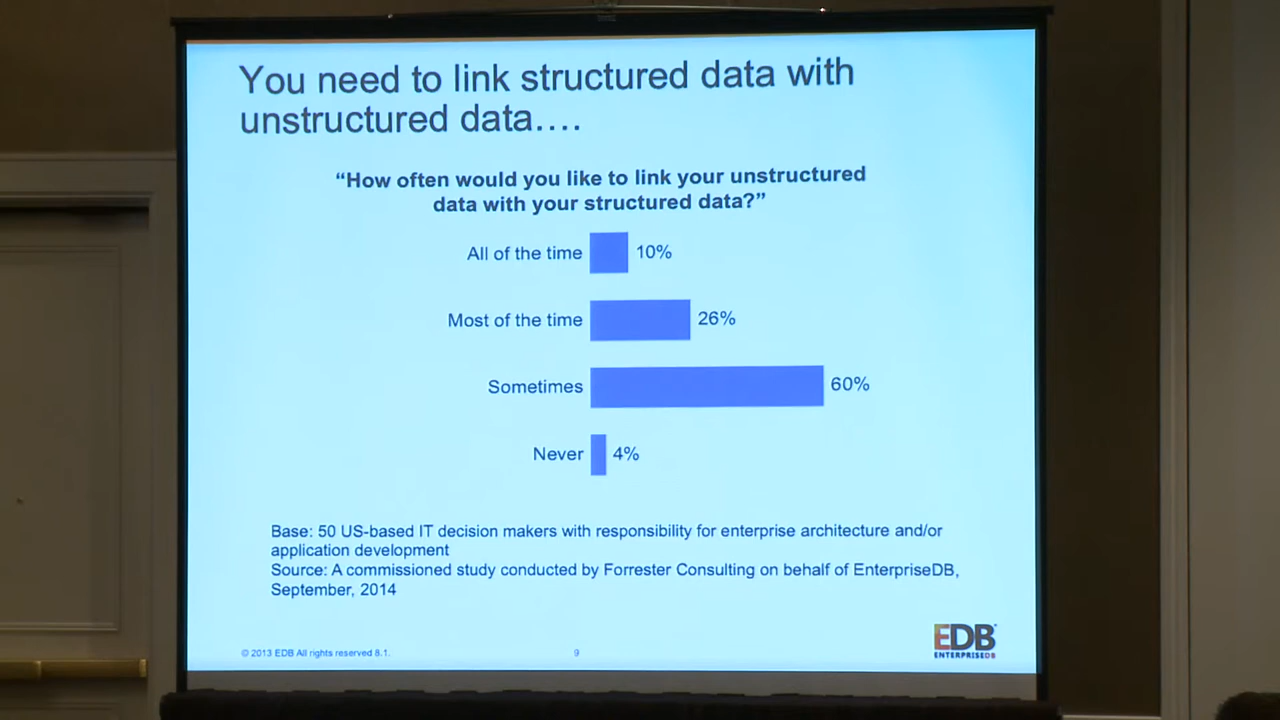 You need to link structured data with
unstructured data….
“How often would you like to link your unstructured
data with your structured data?”
All of the time 10%
Most of the time 26%
Sometimes 60%
Never 4%
Base: 50 US-based IT decision makers with responsibility for enterprise architecture and/or
application development
Source: A commissioned study conducted by Forrester Consulting on behalf of EnterpriseDB,
September, 2014
EDB
ENTERPRISEDB
© 2013 EDB All rights reserved 8.1. 9